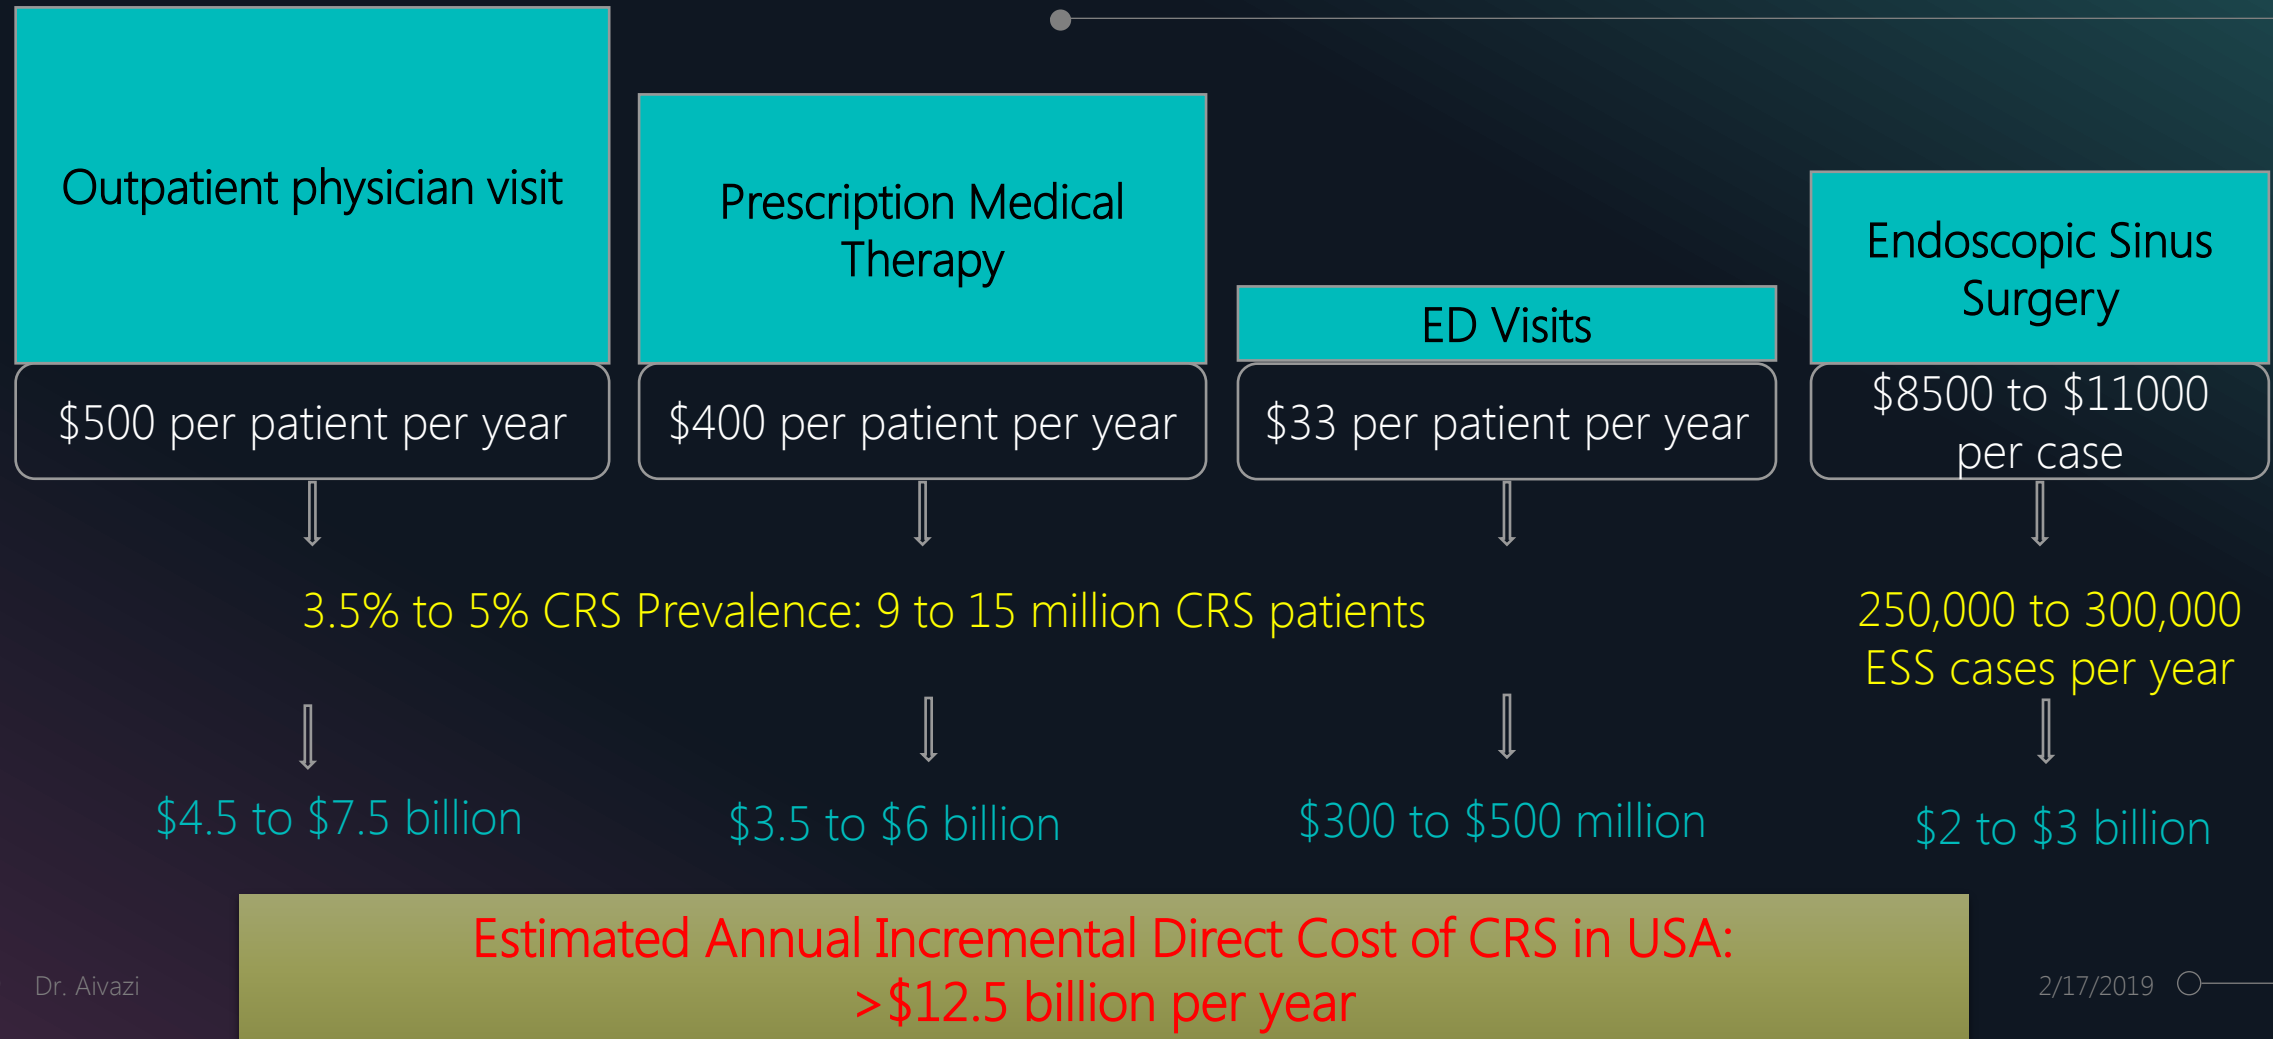 Outpatient physician visit
Prescription Medical
Therapy
ED Visits
Endoscopic Sinus
Surgery
$500 per patient per year
$400 per patient per year
$33 per patient per year
$8500 to $11000
per case
3.5% to 5% CRS Prevalence: 9 to 15 million CRS patients
250,000 to 300,000
ESS cases per year
$4.5 to $7.5 billion
$3.5 to $6 billion
$300 to $500 million
$2 to $3 billion
Estimated Annual Incremental Direct Cost of CRS in USA:
>$12.5 billion per year
Dr. Aivazi
2/17/2019